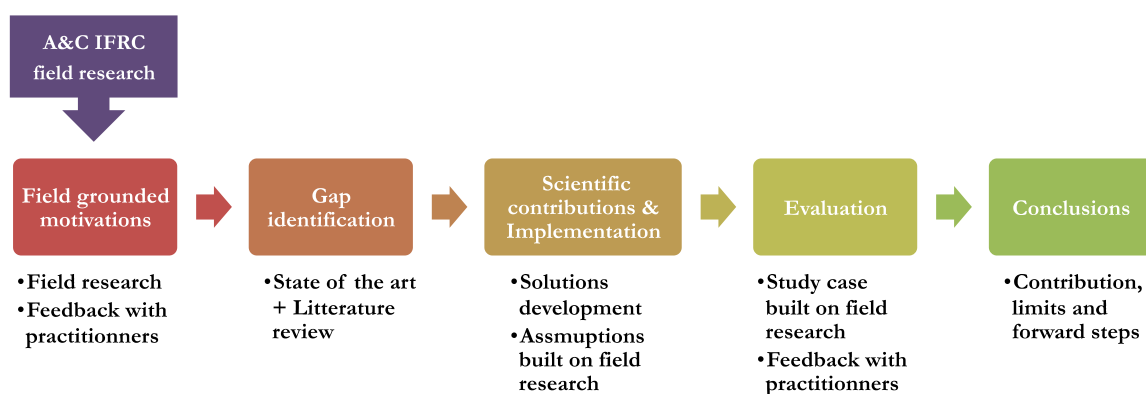 A&C IFRC
field research
Field grounded
motivations
Gap
identification
Scientific
contributions &
Implementation
Evaluation
Conclusions
•Field research
•Feedback with
practitionners
•State of the art
+ Litterature
review
•Solutions
development
•Assmuptions
built on field
research
•Study case
built on field
research
•Feedback with
practitionners
•Contribution,
limits and
forward steps